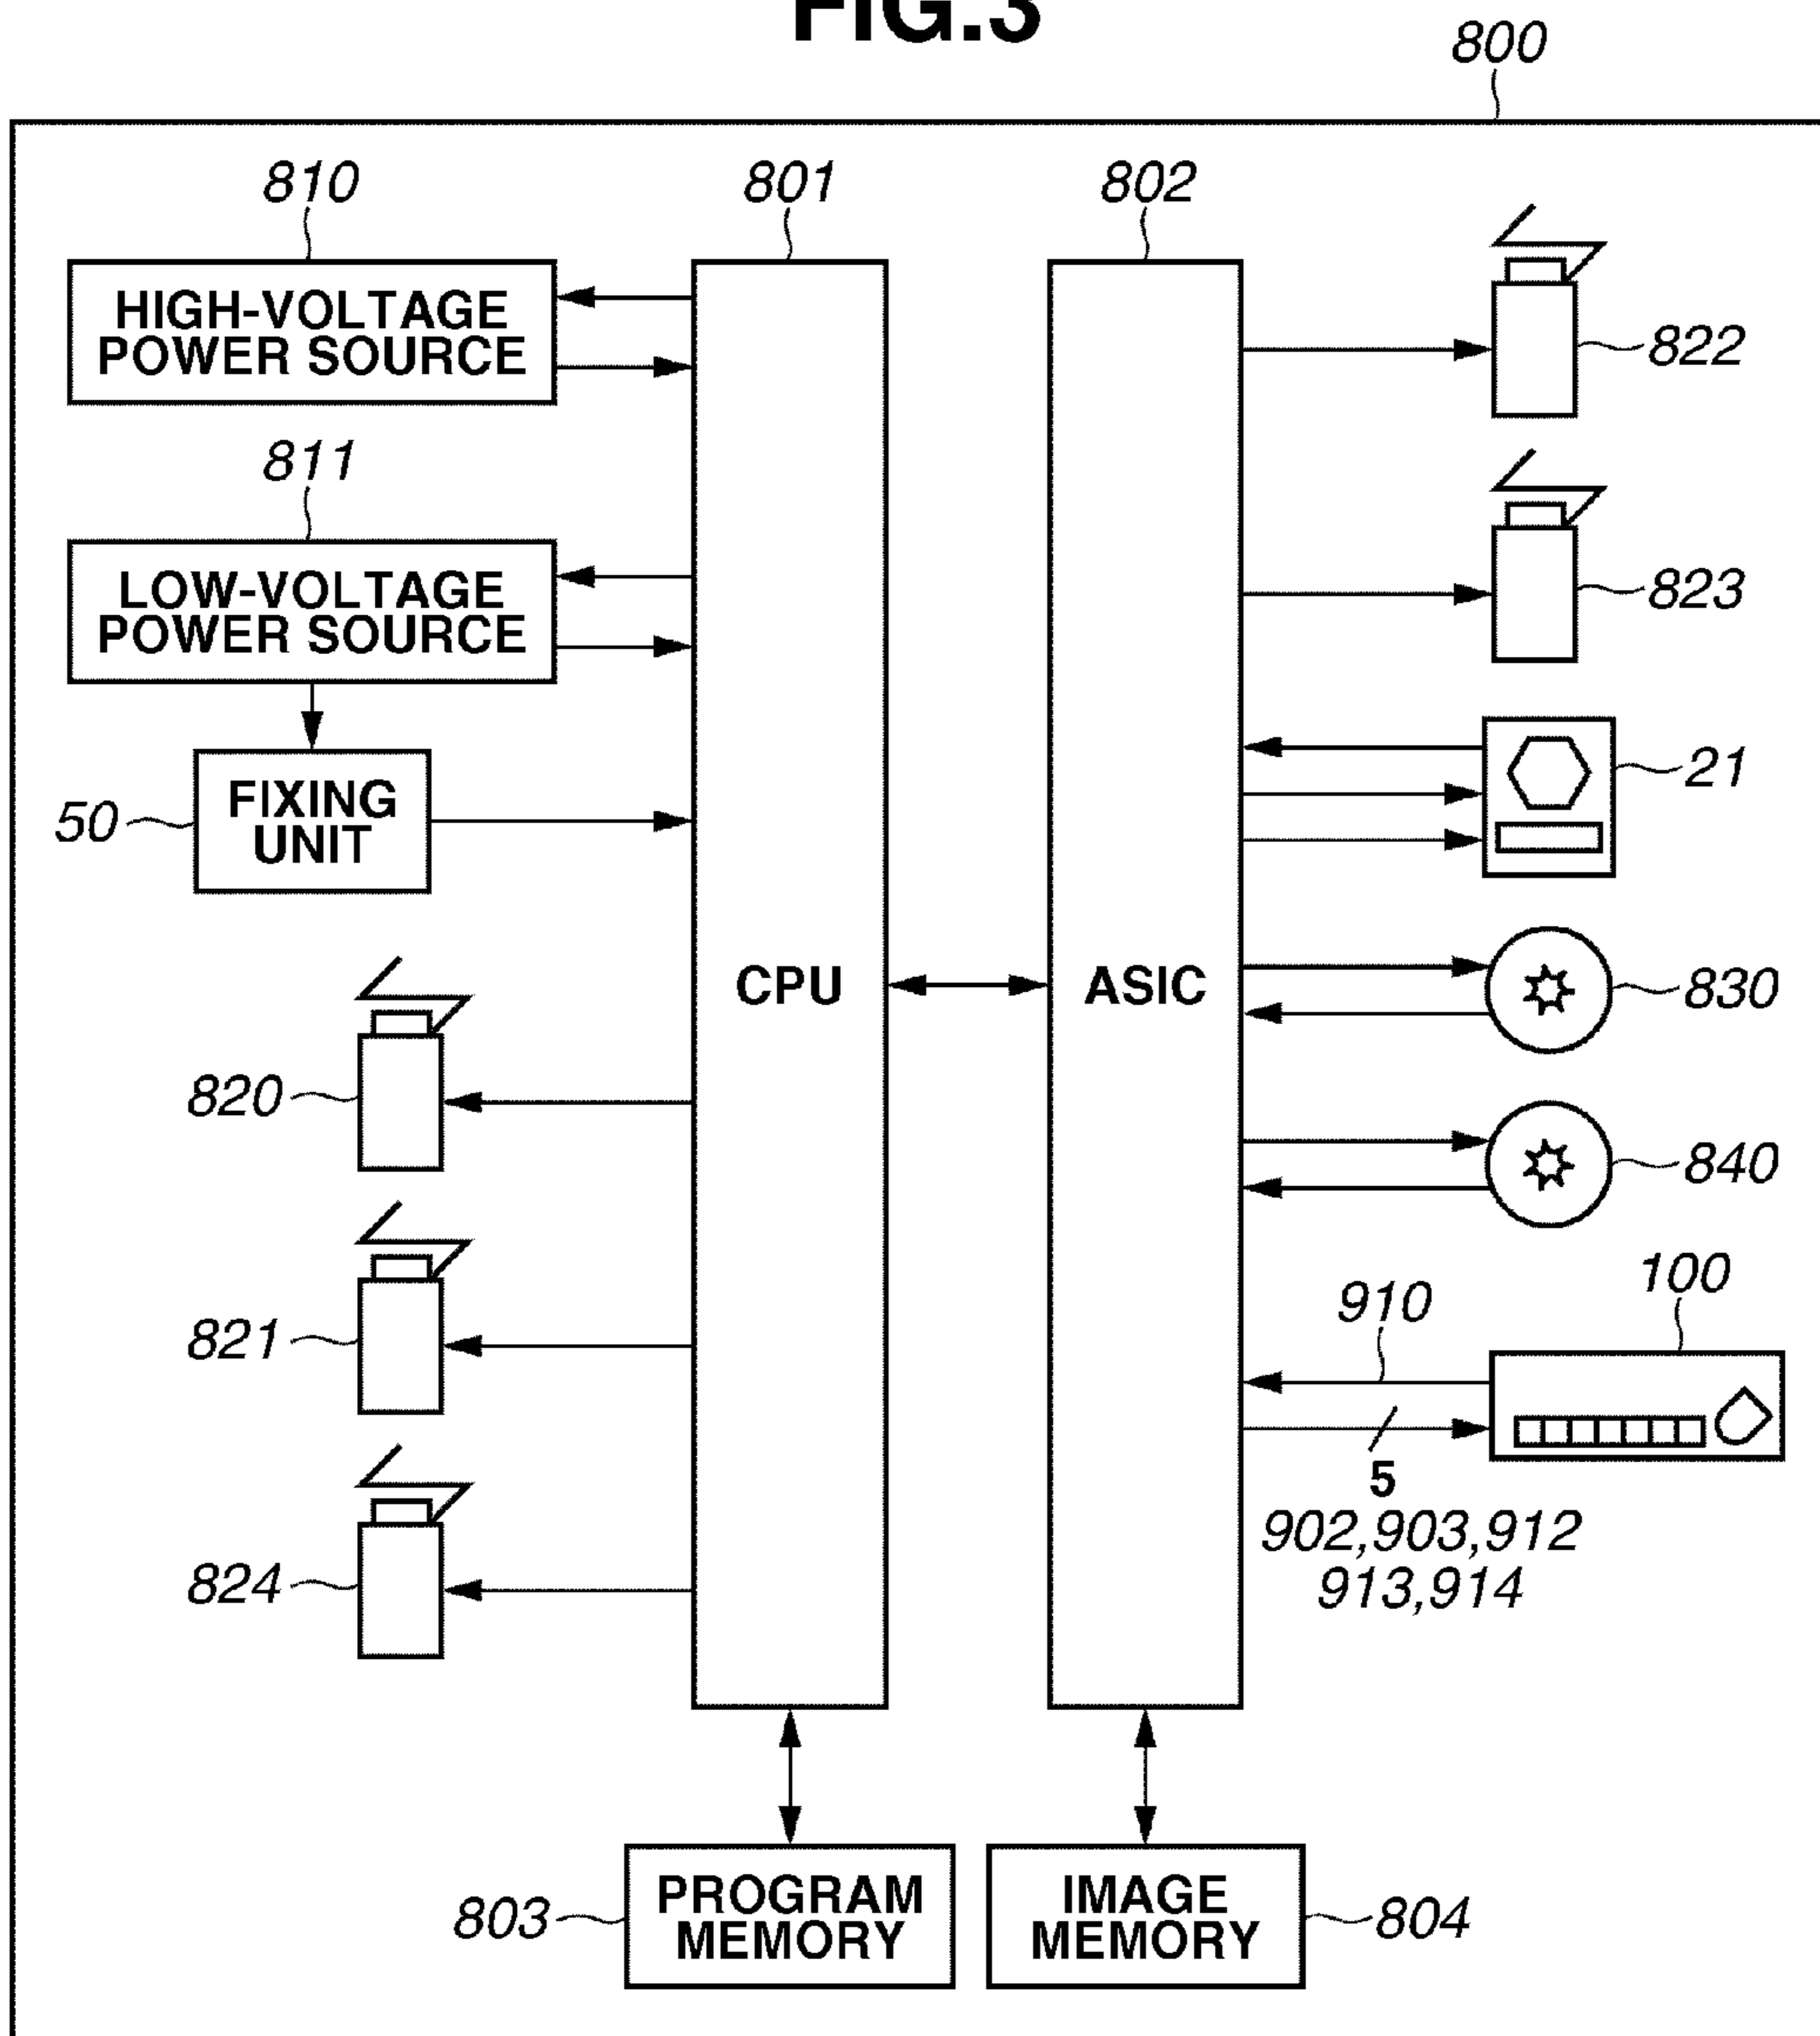 FIG.3
800
810
801
802
HIGH-VOLTAGE
POWER SOURCE
822
811
LOW-VOLTAGE
POWER SOURCE
823
21
50
FIXING
UNIT
CPU
ASIC
830
820
840
821
910
100
5
902,903,912
913,914
824
803
PROGRAM
MEMORY
IMAGE
MEMORY
804